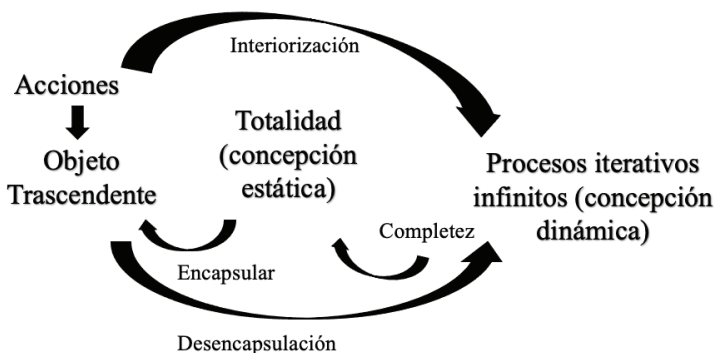 Interiorización
Acciones
Objeto
Trascendente
Totalidad
(concepción
estática)
Procesos iterativos
infinitos (concepción
dinámica)
Completez
Encapsular
Desencapsulación